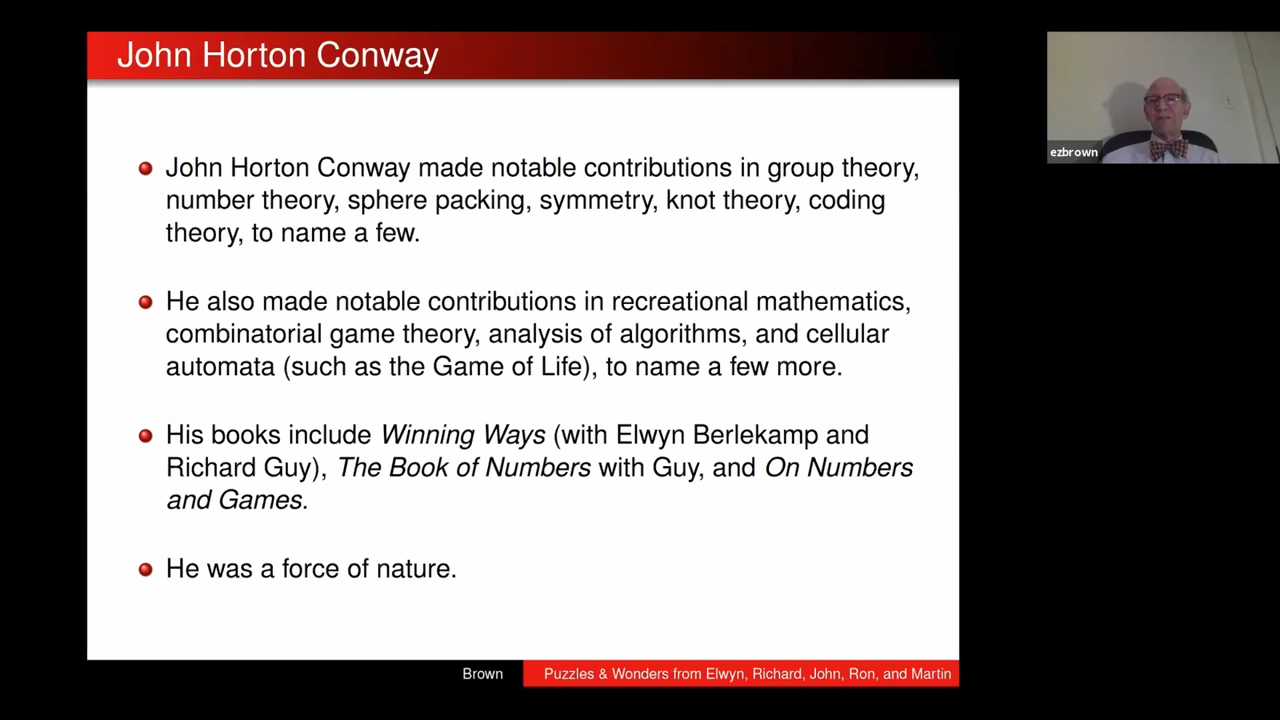 John Horton Conway
John Horton Conway made notable contributions in group theory,
number theory, sphere packing, symmetry, knot theory, coding
theory, to name a few.
He also made notable contributions in recreational mathematics,
combinatorial game theory, analysis of algorithms, and cellular
automata (such as the Game of Life), to name a few more.
His books include Winning Ways (with Elwyn Berlekamp and
Richard Guy), The Book of Numbers with Guy, and On Numbers
and Games.
He was a force of nature.
Brown
Puzzles & Wonders from Elwyn, Richard, John, Ron, and Martin
ezbrown